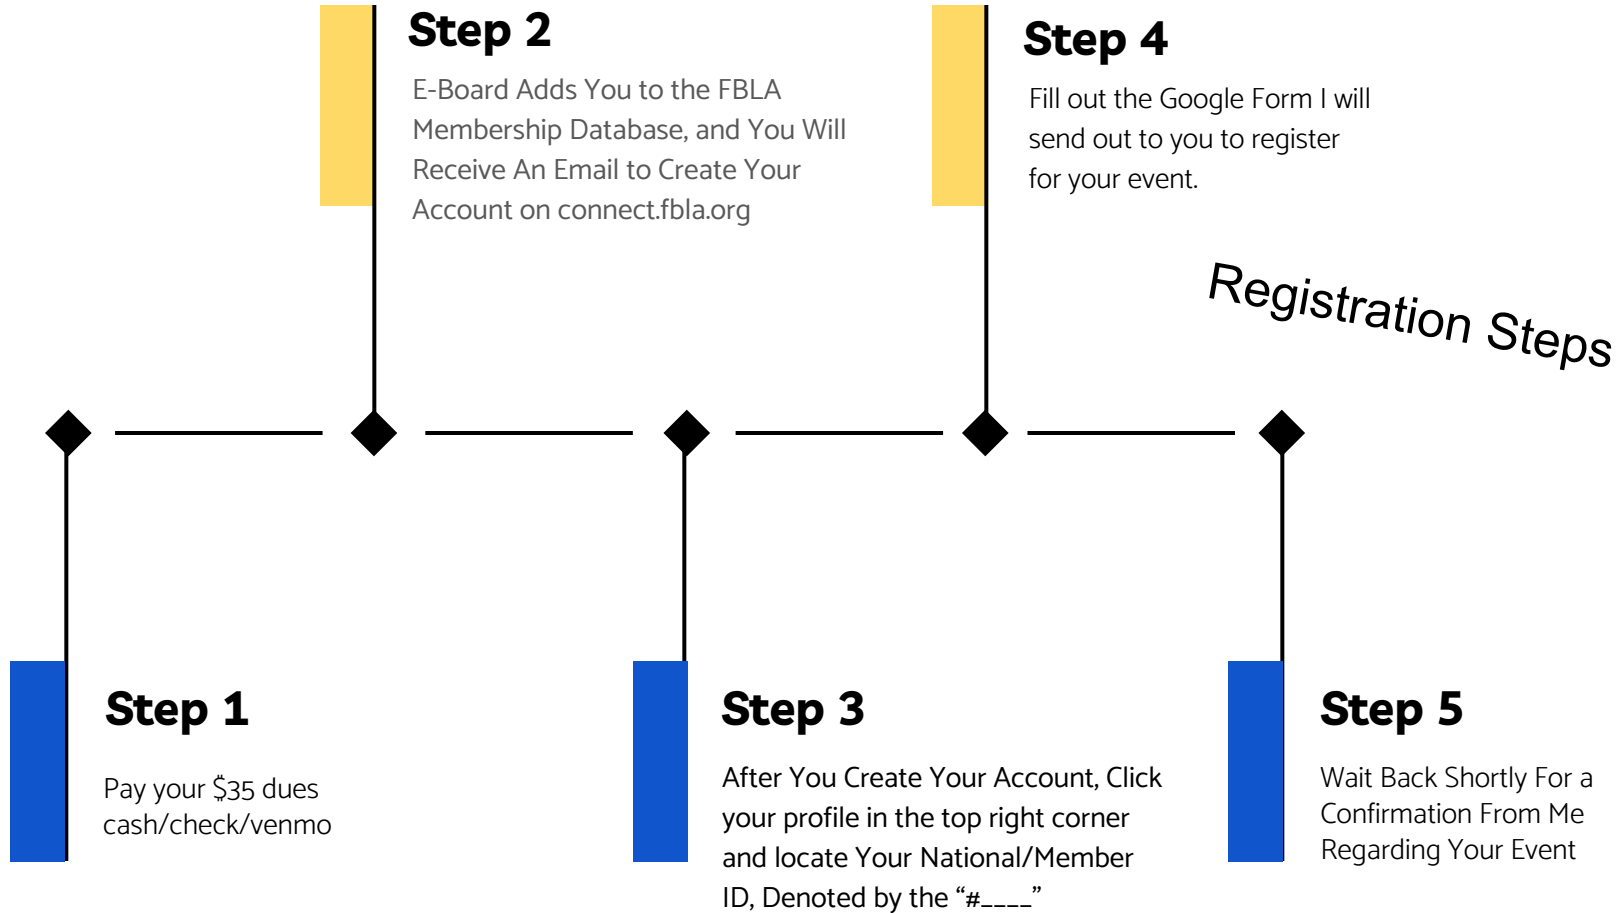 Step 2
E-Board Adds You to the FBLA
Membership Database, and You Will
Receive An Email to Create Your
Account on connect.fbla.org
Step 4
Fill out the Google Form I will
send out to you to register
for your event.
Registration Steps
Step 1
Pay your $35 dues
cash/check/venmo
Step 3
After You Create Your Account, Click
your profile in the top right corner
and locate Your National/Member
ID, Denoted by the “#____”
Step 5
Wait Back Shortly For a
Confirmation From Me
Regarding Your Event